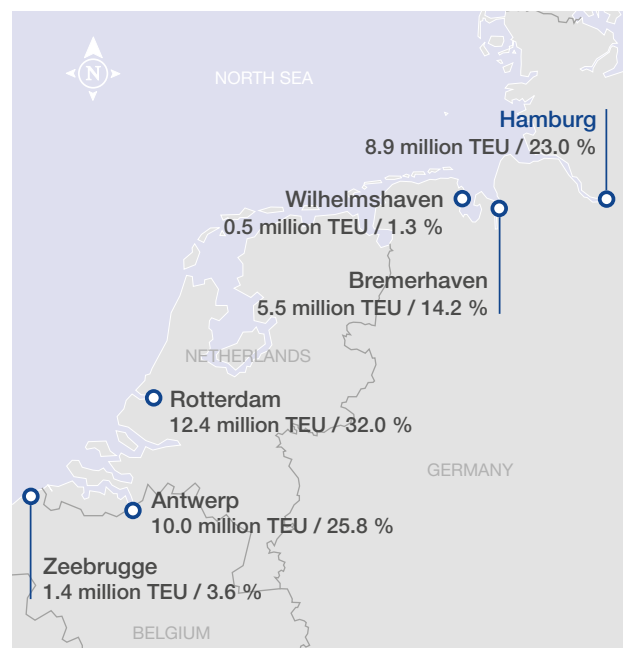 N
NORTH SEA
Hamburg
8.9 million TEU / 23.0 %
Wilhelmshaven
0.5 million TEU / 1.3 %
Bremerhaven
5.5 million TEU / 14.2 %
NETHERLANDS
Rotterdam
12.4 million TEU / 32.0 %
GERMANY
Antwerp
10.0 million TEU / 25.8 %
Zeebrugge
1.4 million TEU / 3.6 %
BELGIUM